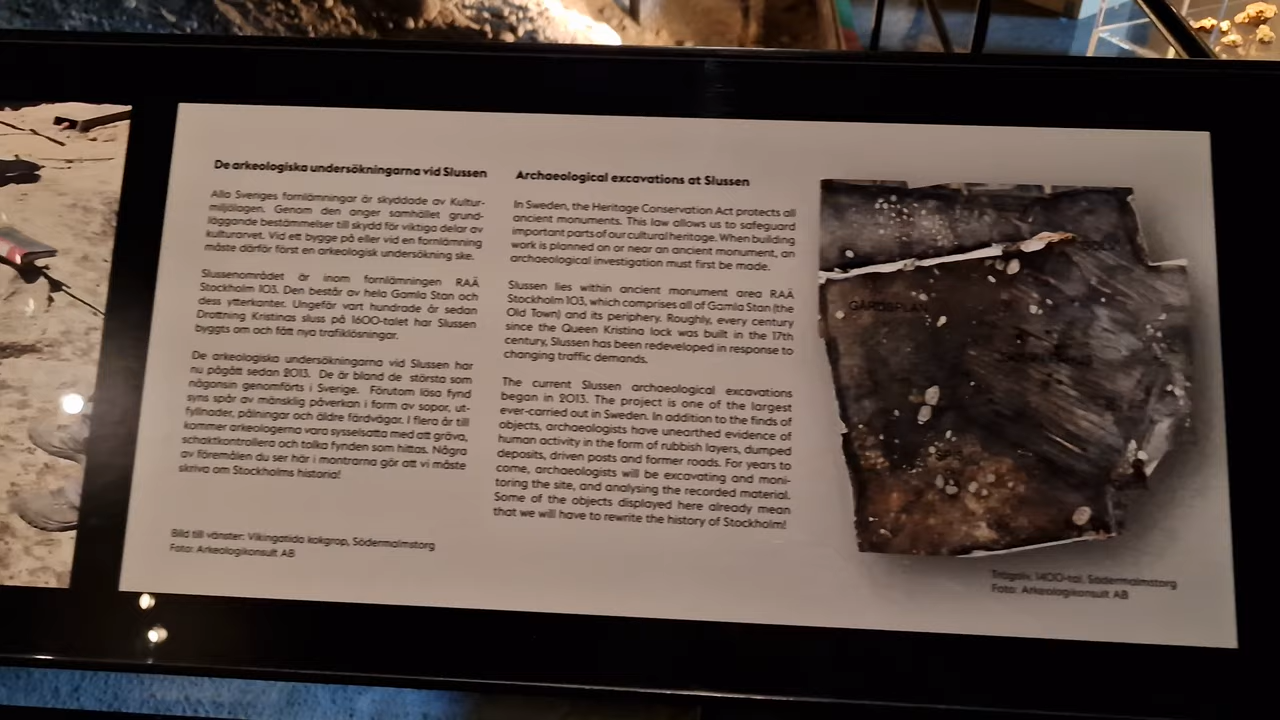 De arkeologiska undersökningarna vid Slussen
Alla Sveriges fornlämningar är skyddade av Kultur-
miljölagen. Genom den anger samhället grund-
läggande bestämmelser till skydd för viktiga delar av
kulturarvet. Vid ett bygge på eller vid en fornlämning
måste därför först en arkeologisk undersökning ske.
Slussenområdet är inom fornlämningen RAÄ
Stockholm 103. Den består av hela Gamla Stan och
dess ytterkanter. Ungefär vart hundrade år sedan
Drottning Kristinas sluss på 1600-talet har Slussen
byggts om och fått nya trafiklösningar.
De arkeologiska undersökningarna vid Slussen har
nu pågått sedan 2013. De är bland de största som
någonsin genomförts i Sverige. Förutom lösa fynd
syns spår av mänsklig påverkan i form av sopor, ut-
fyllnader, pålningar och äldre färdvägar. I flera år till
kommer arkeologerna vara sysselsatta med att gräva,
schaktkontrollera och tolka fynden som hittas. Några
av föremålen du ser här i montrarna gör att vi måste
skriva om Stockholms historia!
Bild till vänster: Vikingatida kokgrop, Södermalmstorg
Foto: Arkeologikonsult AB
Archaeological excavations at Slussen
In Sweden, the Heritage Conservation Act protects all
ancient monuments. This law allows us to safeguard
important parts of our cultural heritage. When building
work is planned on or near an ancient monument, an
archaeological investigation must first be made.
Slussen lies within ancient monument area RAÄ
Stockholm 103, which comprises all of Gamla Stan (the
Old Town) and its periphery. Roughly, every century
since the Queen Kristina lock was built in the 17th
century, Slussen has been redeveloped in response to
changing traffic demands.
The current Slussen archaeological excavations
began in 2013. The project is one of the largest
ever-carried out in Sweden. In addition to the finds of
objects, archaeologists have unearthed evidence of
human activity in the form of rubbish layers, dumped
deposits, driven posts and former roads. For years to
come, archaeologists will be excavating and moni-
toring the site, and analysing the recorded material.
Some of the objects displayed here already mean
that we will have to rewrite the history of Stockholm!
GÅRDSPLAN
SPIS
Trägolv, 1400-tal, Södermalmstorg
Foto: Arkeologikonsult AB